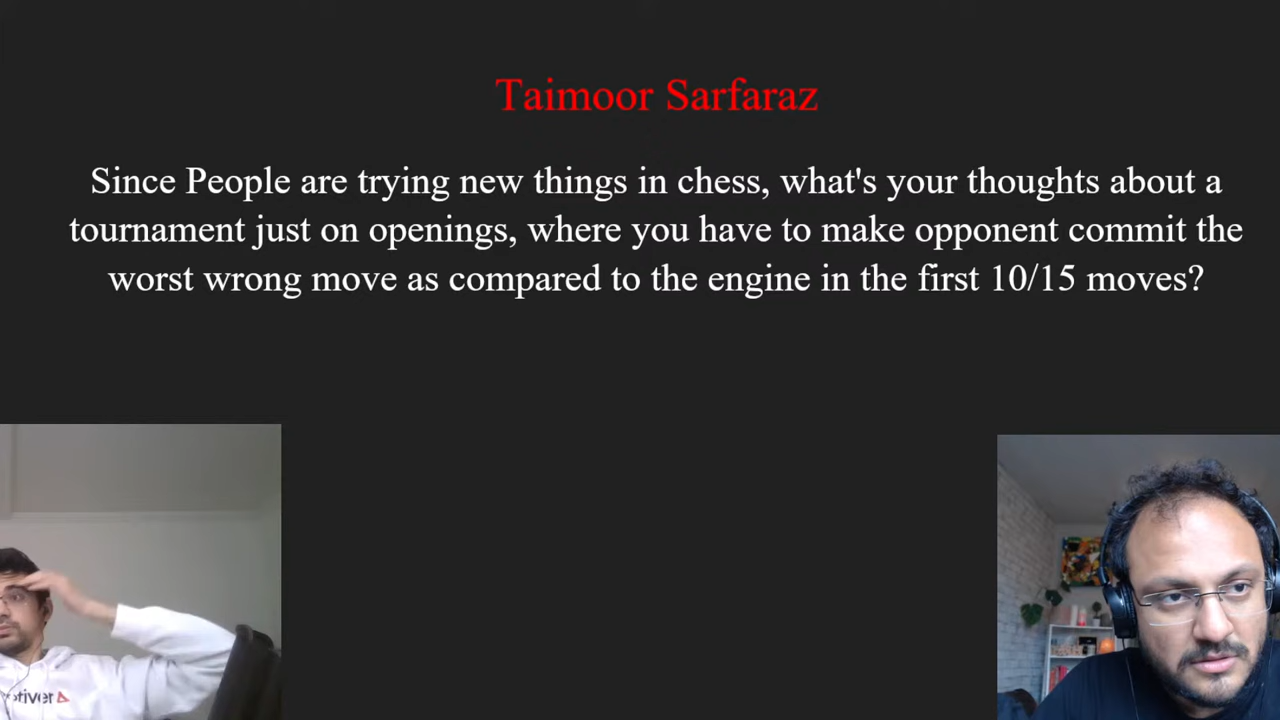 Taimoor Sarfaraz
Since People are trying new things in chess, what's your thoughts about a
tournament just on openings, where you have to make opponent commit the
worst wrong move as compared to the engine in the first 10/15 moves?